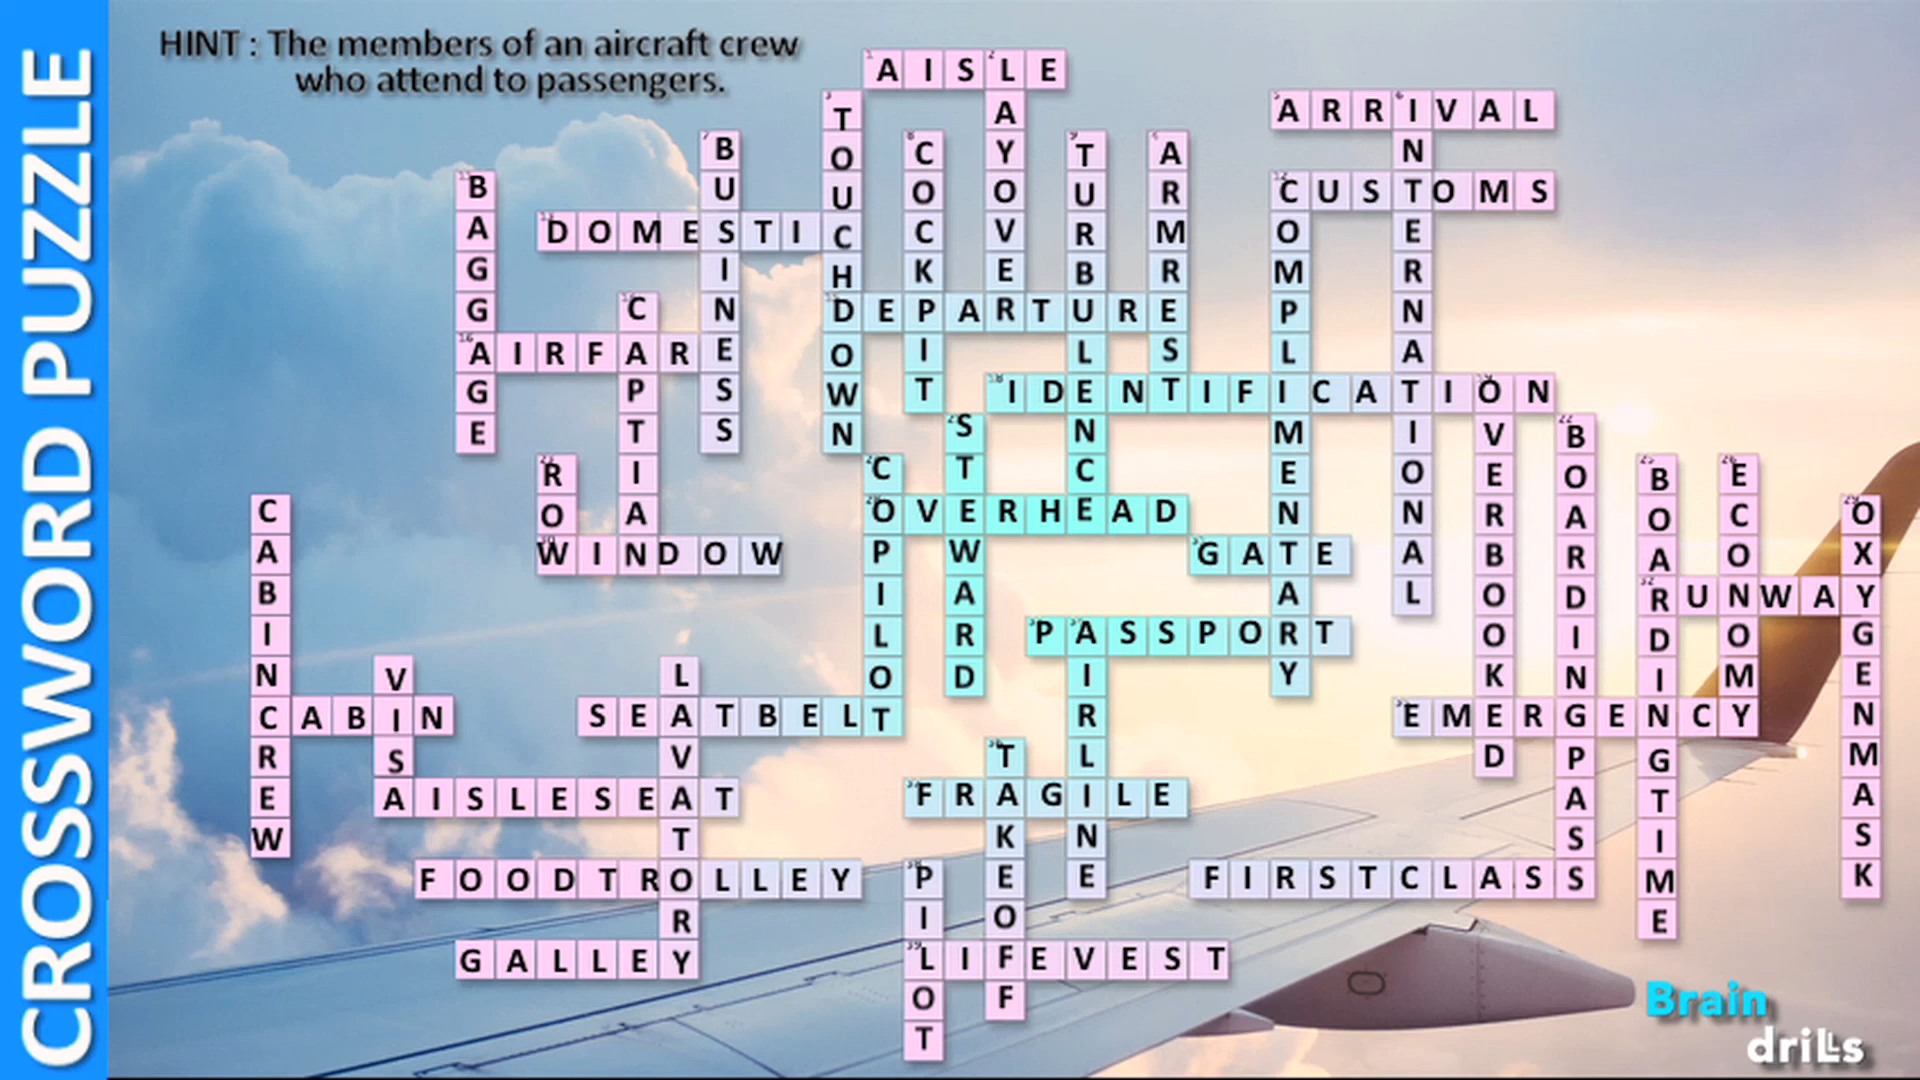 CROSSWORD PUZZLE
HINT : The members of an aircraft crew
who attend to passengers.
AISLE
LAYOVER
TOUCHDOWN
ARRIVAL
INTERNATIONAL
BUSINESS
COCKPIT
TURBULENCE
ARMREST
BAGGAGE
CUSTOMS
COMPLIMENTARY
DOMESTIC
CAPTIAN
DEPARTURE
AIRFARE
IDENTIFICATION
OVERBOOKED
STEWARD
BOARDINGPASS
ROW
COPILOT
BOARDINGTIME
ECONOMY
CABINCREW
OVERHEAD
OXYGENMASK
WINDOW
GATE
RUNWAY
PASSPORT
AIRLINE
VISA
LAVATORY
CABIN
SEATBELT
EMERGENCY
TAKEOFF
AISLESEAT
FRAGILE
FOODTROLLEY
PILOT
FIRSTCLASS
GALLEY
LIFEVEST
Brain
drills